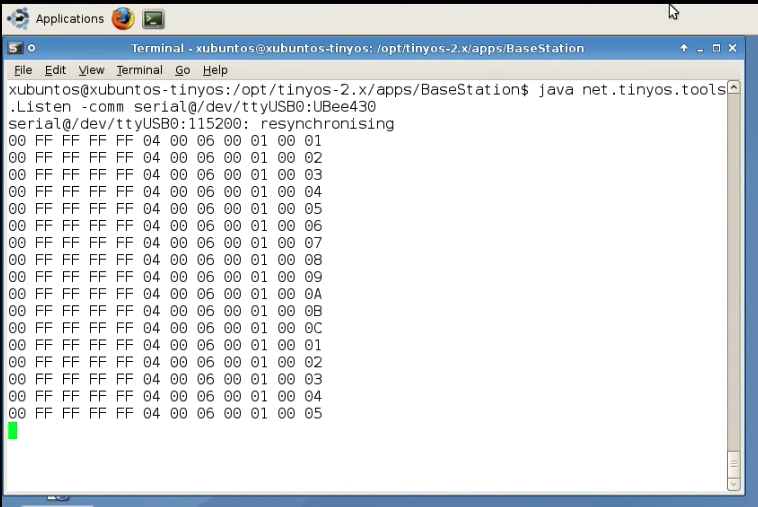 Applications
Terminal - xubuntos@xubuntos-tinyos: /opt/tinyos-2.x/apps/BaseStation
File Edit View Terminal Go Help
xubuntos@xubuntos-tinyos:/opt/tinyos-2.x/apps/BaseStation$ java net.tinyos.tools
.Listen -comm serial@/dev/ttyUSB0:UBee430
serial@/dev/ttyUSB0:115200: resynchronising
00 FF FF FF FF 04 00 06 00 01 00 01
00 FF FF FF FF 04 00 06 00 01 00 02
00 FF FF FF FF 04 00 06 00 01 00 03
00 FF FF FF FF 04 00 06 00 01 00 04
00 FF FF FF FF 04 00 06 00 01 00 05
00 FF FF FF FF 04 00 06 00 01 00 06
00 FF FF FF FF 04 00 06 00 01 00 07
00 FF FF FF FF 04 00 06 00 01 00 08
00 FF FF FF FF 04 00 06 00 01 00 09
00 FF FF FF FF 04 00 06 00 01 00 0A
00 FF FF FF FF 04 00 06 00 01 00 0B
00 FF FF FF FF 04 00 06 00 01 00 0C
00 FF FF FF FF 04 00 06 00 01 00 01
00 FF FF FF FF 04 00 06 00 01 00 02
00 FF FF FF FF 04 00 06 00 01 00 03
00 FF FF FF FF 04 00 06 00 01 00 04
00 FF FF FF FF 04 00 06 00 01 00 05